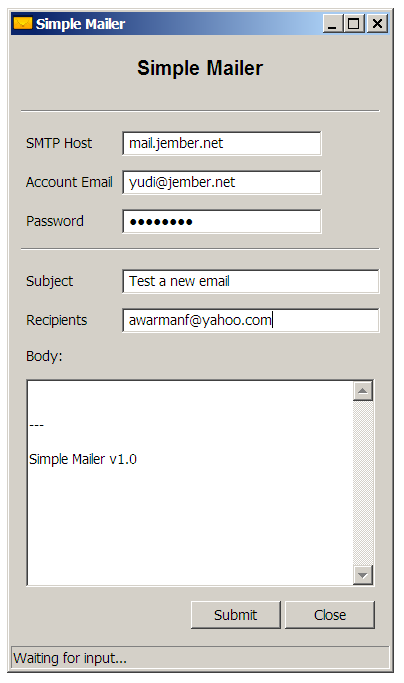 Simple Mailer
Simple Mailer
SMTP Host mail.jember.net
Account Email yudi@jember.net
Password ●●●●●●●●
Subject Test a new email
Recipients awarmanf@yahoo.com
Body:
---
Simple Mailer v1.0
Submit Close
Waiting for input...